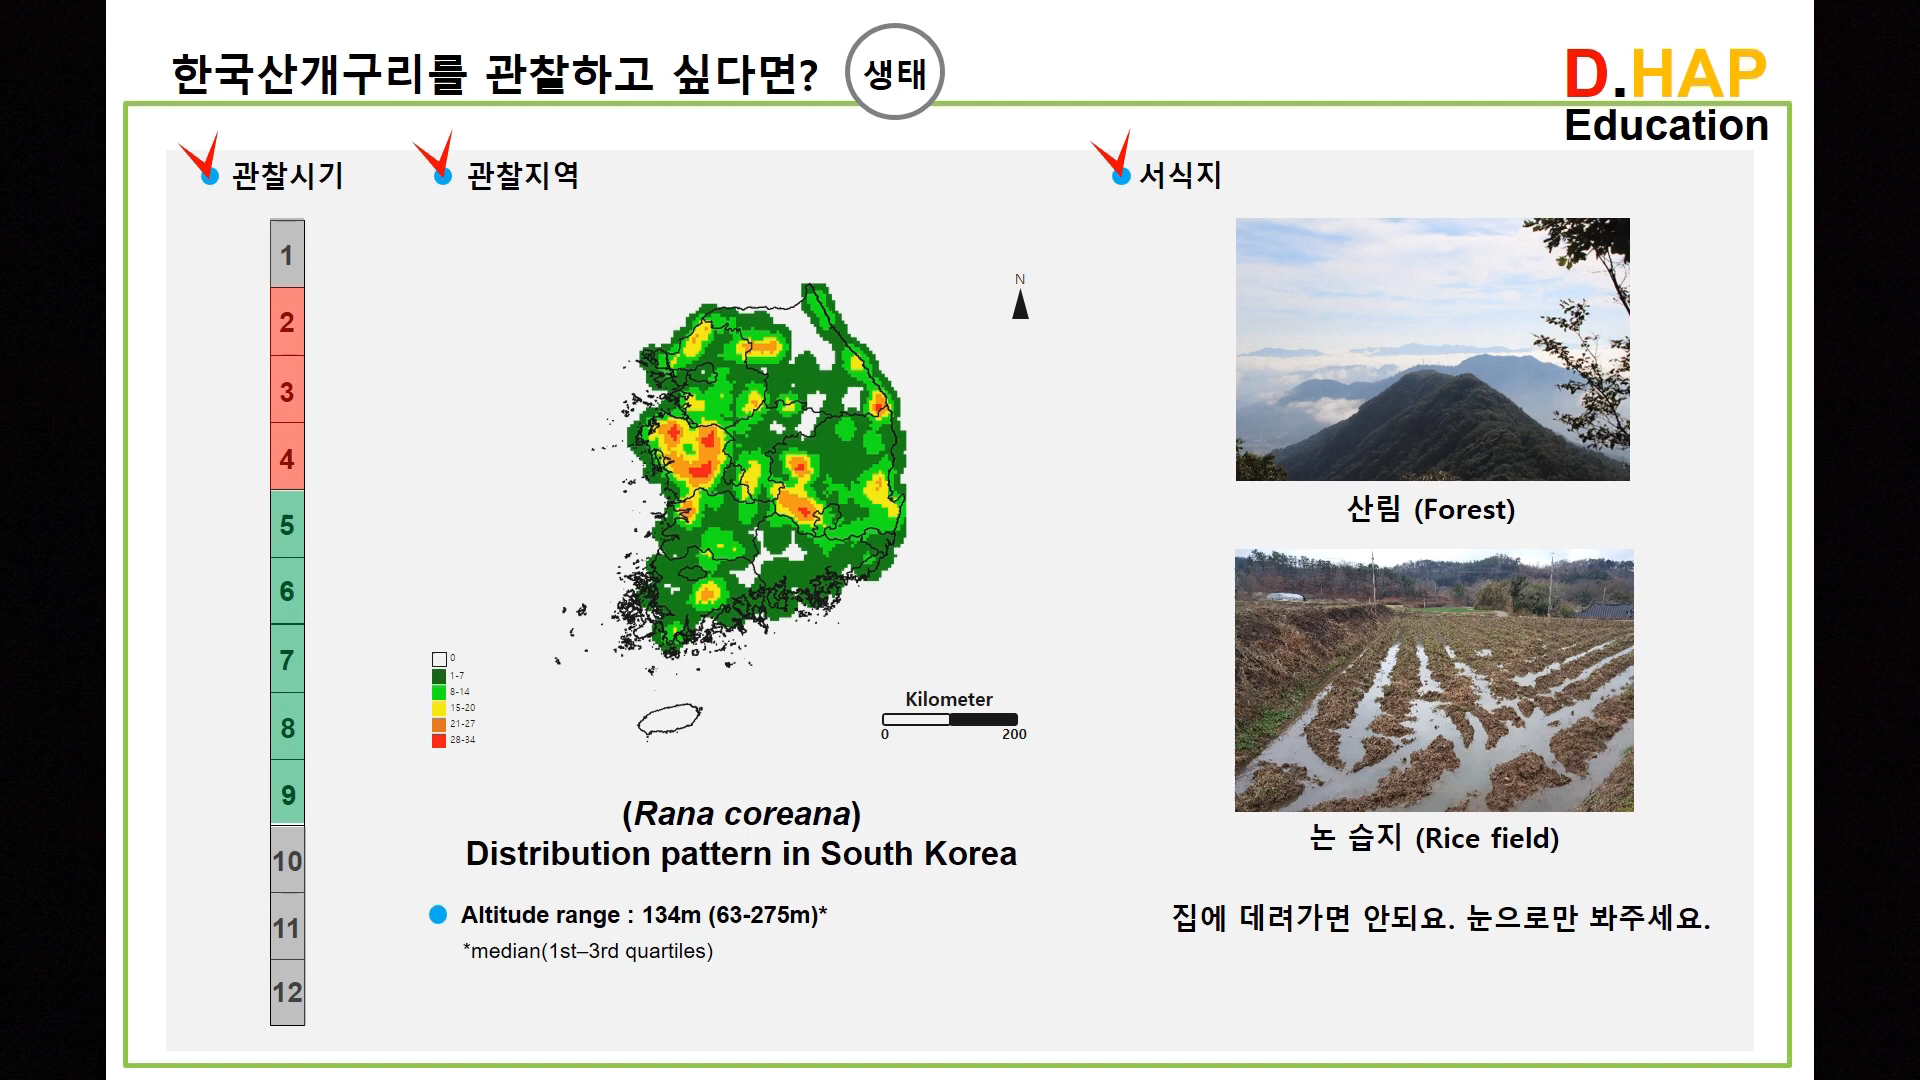 한국산개구리를 관찰하고 싶다면?
생태
D.HAP
Education
관찰시기
관찰지역
서식지
1
2
3
4
5
6
7
8
9
10
11
12
N
0
1-7
8-14
15-20
21-27
28-34
Kilometer
0 200
(Rana coreana)
Distribution pattern in South Korea
Altitude range : 134m (63-275m)*
*median(1st–3rd quartiles)
산림 (Forest)
논 습지 (Rice field)
집에 데려가면 안되요. 눈으로만 봐주세요.